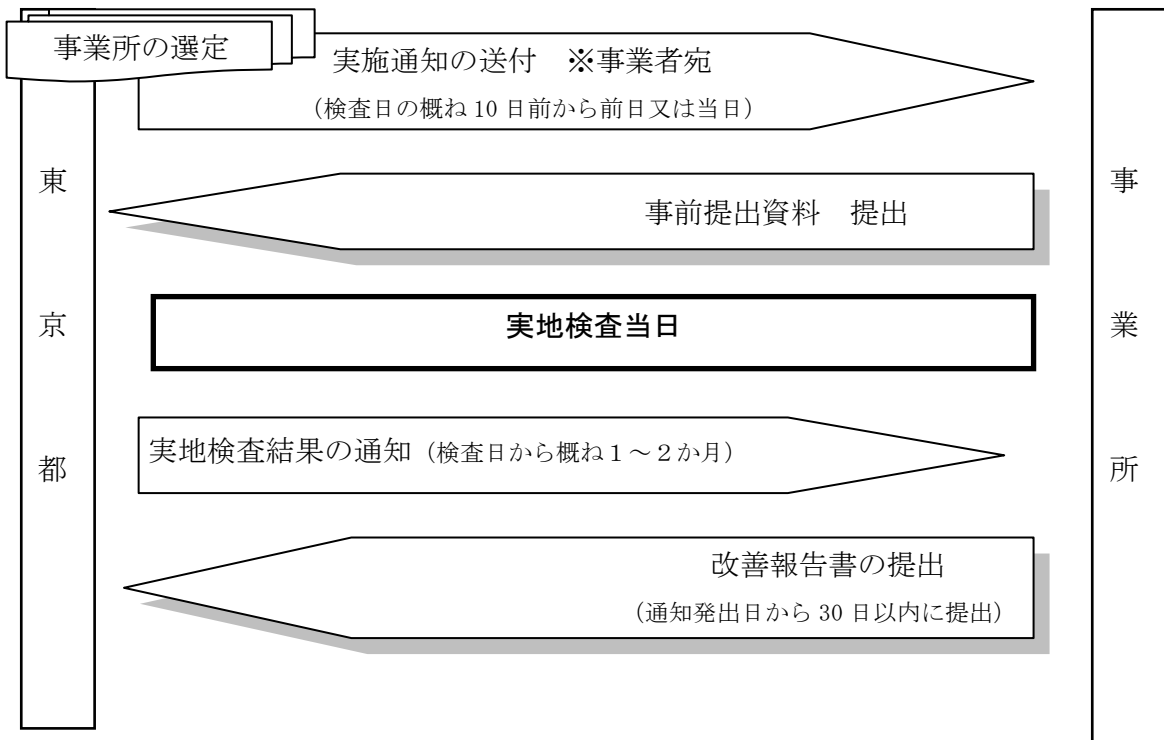 事業所の選定
実施通知の送付　※事業者宛
（検査日の概ね 10 日前から前日又は当日）
東京都
事業所
事前提出資料　提出
実地検査当日
実地検査結果の通知（検査日から概ね１～２か月）
改善報告書の提出
（通知発出日から 30 日以内に提出）